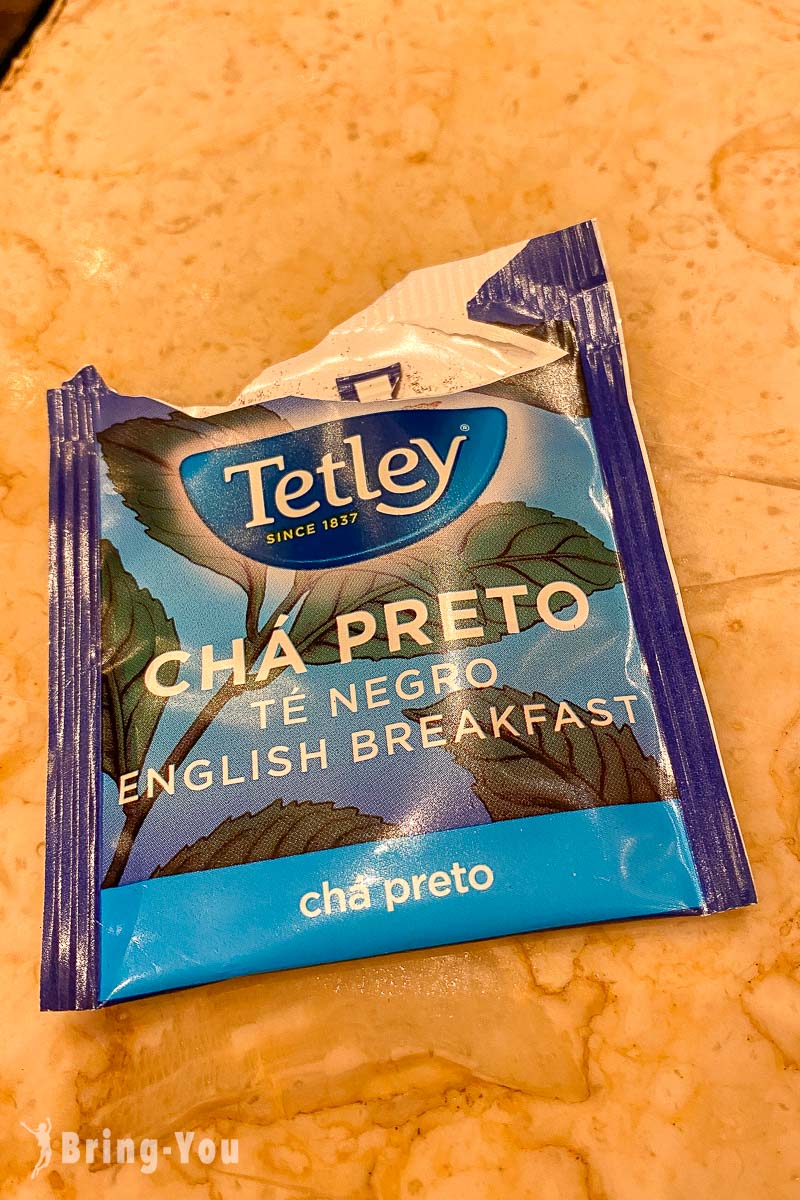 Tetley®
SINCE 1837
CHÁ PRETO
TÉ NEGRO
ENGLISH BREAKFAST
chá preto
Bring-You